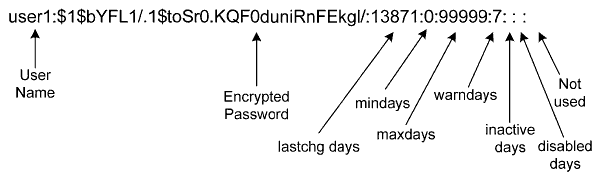 user1:$1$bYFL1/.1$toSr0.KQF0duniRnFEkgl/:13871:0:99999:7: : :
User
Name
Encrypted
Password
lastchg days
mindays
maxdays
warndays
inactive
days
disabled
days
Not
used